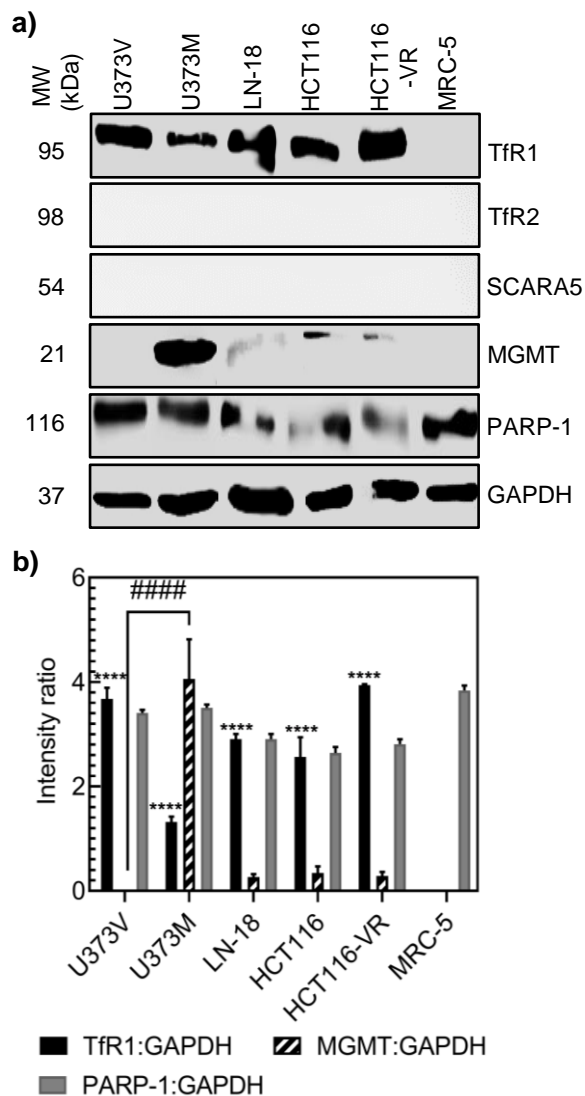 a)
MW
(kDa)
U373V
U373M
LN-18
HCT116
HCT116
-VR
MRC-5
95
TfR1
98
TfR2
54
SCARA5
21
MGMT
116
PARP-1
37
GAPDH
b)
Intensity ratio
6
4
2
0
####
****
****
****
****
****
U373V
U373M
LN-18
HCT116
HCT116-VR
MRC-5
TfR1:GAPDH
MGMT:GAPDH
PARP-1:GAPDH